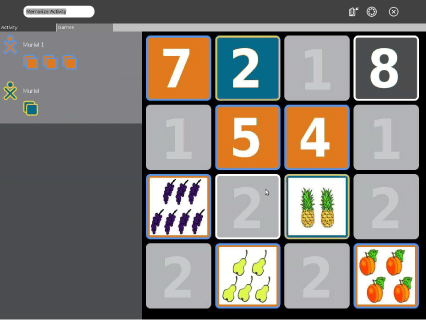 Memorize Activity
Activity
Games
Muriel 1
Muriel
7 2 1 8
1 5 4 1
2 2
2 2